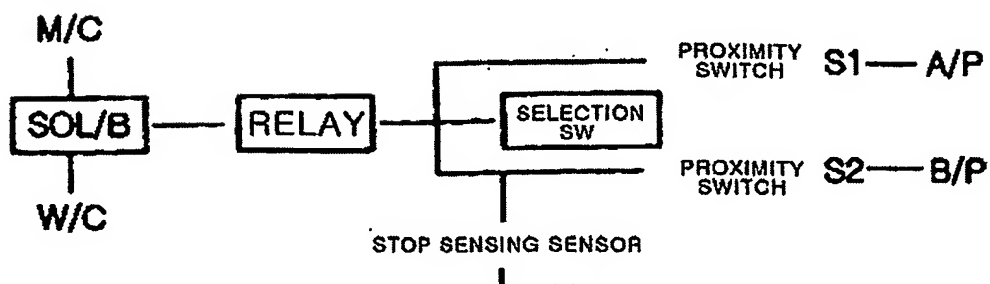 M/C
SOL/B
W/C
RELAY
SELECTION
SW
PROXIMITY
SWITCH
S1
A/P
PROXIMITY
SWITCH
S2
B/P
STOP SENSING SENSOR